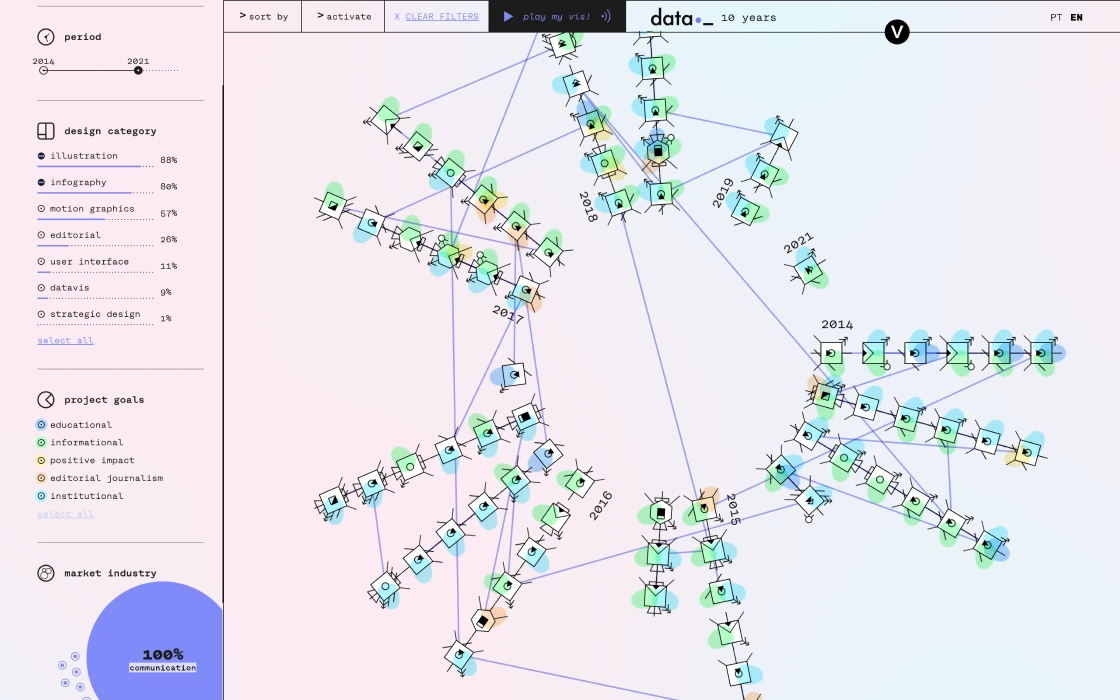 > sort by
> activate
X CLEAR FILTERS
play my vis!
data•_ 10 years
V
PT EN
period
2014 2021
design category
illustration 88%
infography 80%
motion graphics 57%
editorial 26%
user interface 11%
datavis 9%
strategic design 1%
select all
project goals
educational
informational
positive impact
editorial journalism
institutional
select all
market industry
100%
communication
2018
2019
2021
2017
2014
2016
2015